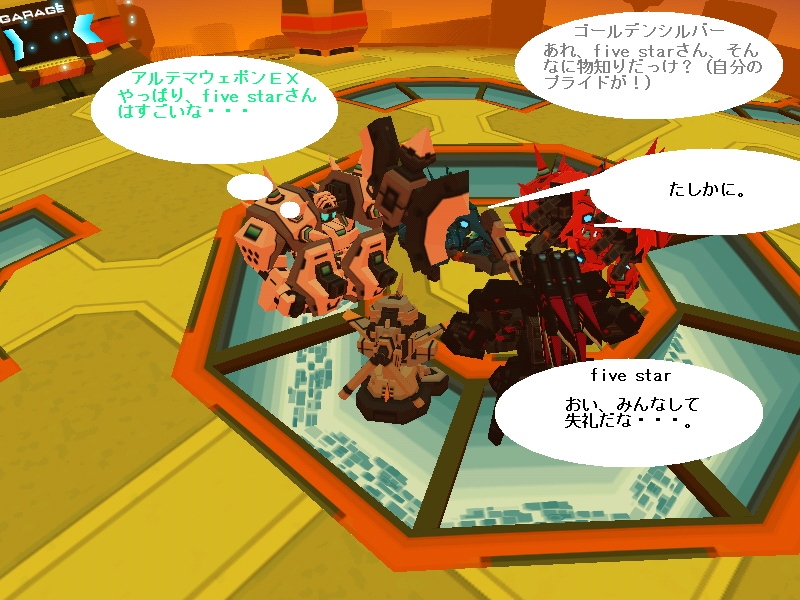 GARAGE
アルテマウェポンＥＸ
やっぱり、five starさん
はすごいな・・・
ゴールデンシルバー
あれ、five starさん、そん
なに物知りだっけ？（自分の
プライドが！）
たしかに。
five star
おい、みんなして
失礼だな・・・。